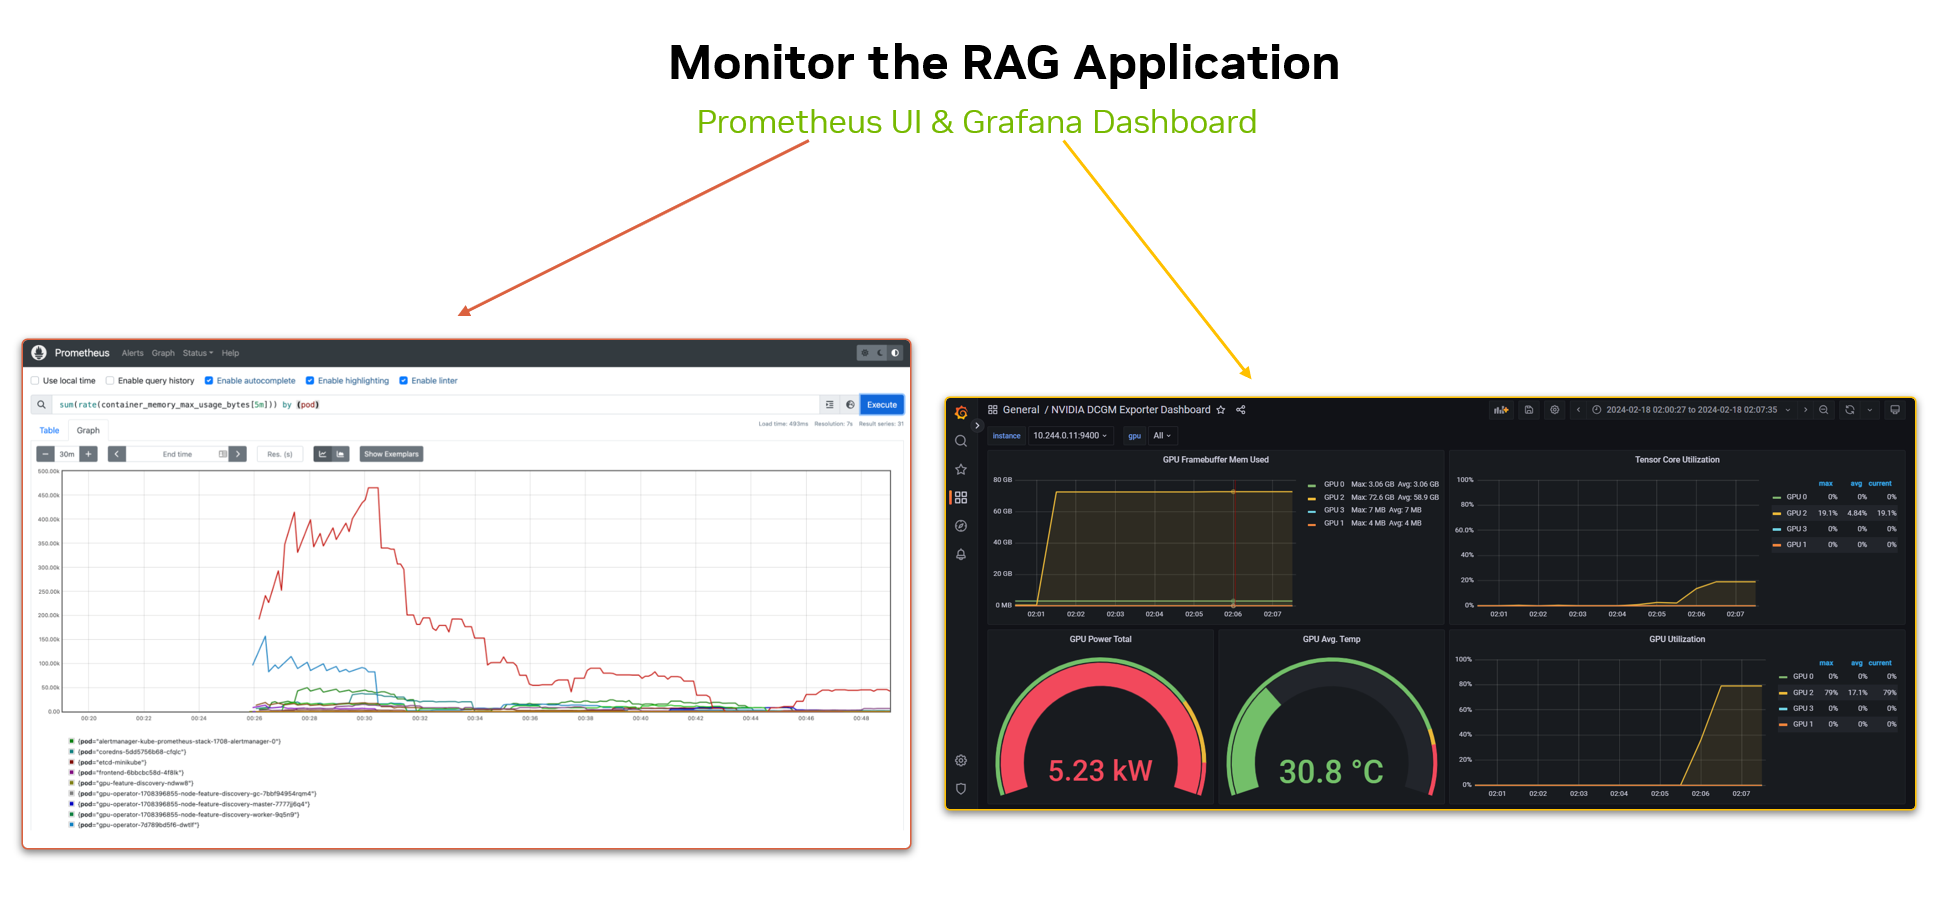 Monitor the RAG Application
Prometheus UI & Grafana Dashboard
Prometheus Alerts Graph Status Help
Use local time Enable query history Enable autocomplete Enable highlighting Enable linter
sum(rate(container_memory_max_usage_bytes[5m])) by (pod)
Execute
Load time: 493ms Resolution: 7s Result series: 31
Table Graph
− 30m + < End time > Res. (s) Show Exemplars
500.00k
450.00k
400.00k
350.00k
300.00k
250.00k
200.00k
150.00k
100.00k
50.00k
0.00
00:20 00:22 00:24 00:26 00:28 00:30 00:32 00:34 00:36 00:38 00:40 00:42 00:44 00:46 00:48
{pod="alertmanager-kube-prometheus-stack-1708-alertmanager-0"}
{pod="coredns-5dd5756b68-cfqlc"}
{pod="etcd-minikube"}
{pod="frontend-6bbcbc58d-4f8lk"}
{pod="gpu-feature-discovery-ndww8"}
{pod="gpu-operator-1708396855-node-feature-discovery-gc-7bbf94954rqm4"}
{pod="gpu-operator-1708396855-node-feature-discovery-master-7777jj6q4"}
{pod="gpu-operator-1708396855-node-feature-discovery-worker-9q5n9"}
{pod="gpu-operator-7d789bd5f6-dwtlf"}
General / NVIDIA DCGM Exporter Dashboard
2024-02-18 02:00:27 to 2024-02-18 02:07:35
instance 10.244.0.11:9400 gpu All
GPU Framebuffer Mem Used
80 GB
60 GB
40 GB
20 GB
0 MB
02:01 02:02 02:03 02:04 02:05 02:06 02:07
GPU 0 Max: 3.06 GB Avg: 3.06 GB
GPU 2 Max: 72.6 GB Avg: 58.9 GB
GPU 3 Max: 7 MB Avg: 7 MB
GPU 1 Max: 4 MB Avg: 4 MB
Tensor Core Utilization
100%
80%
60.0%
40%
20%
0%
02:01 02:02 02:03 02:04 02:05 02:06 02:07
max avg current
GPU 0 0% 0% 0%
GPU 2 19.1% 4.84% 19.1%
GPU 3 0% 0% 0%
GPU 1 0% 0% 0%
GPU Power Total
5.23 kW
GPU Avg. Temp
30.8 °C
GPU Utilization
100%
80%
60%
40%
20%
0%
02:01 02:02 02:03 02:04 02:05 02:06 02:07
max avg current
GPU 0 0% 0% 0%
GPU 2 79% 17.1% 79%
GPU 3 0% 0% 0%
GPU 1 0% 0% 0%